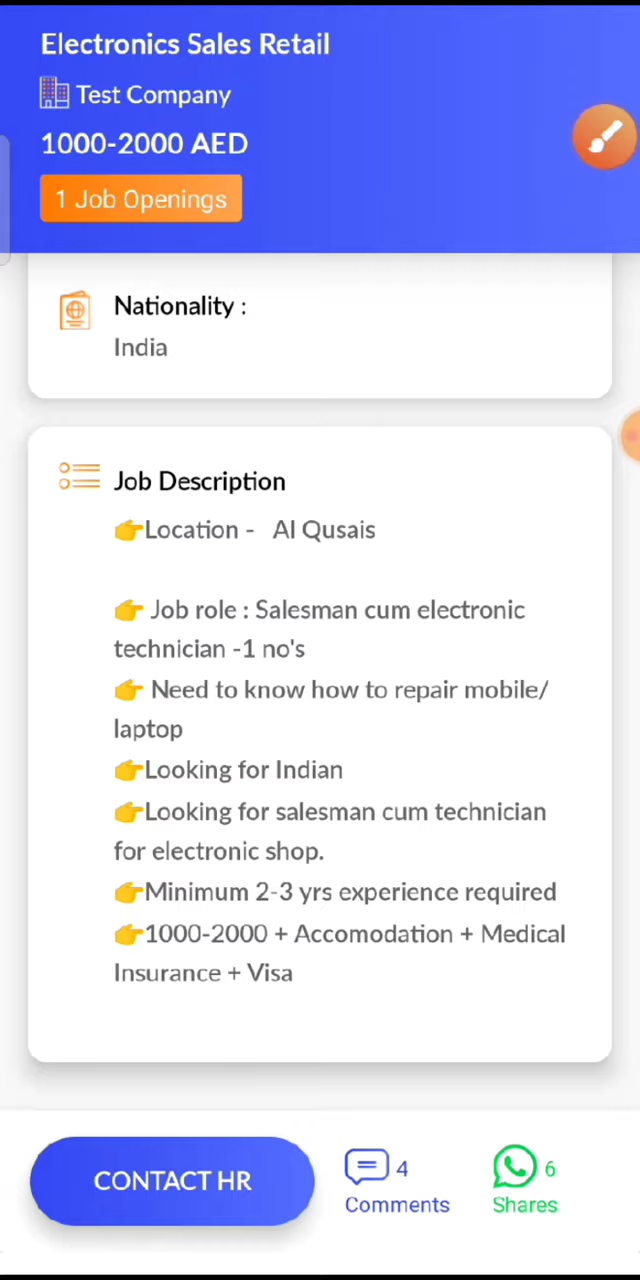 Electronics Sales Retail
Test Company
1000-2000 AED
1 Job Openings
Nationality :
India
Job Description
👉Location -   Al Qusais
👉 Job role : Salesman cum electronic
technician -1 no's
👉 Need to know how to repair mobile/
laptop
👉Looking for Indian
👉Looking for salesman cum technician
for electronic shop.
👉Minimum 2-3 yrs experience required
👉1000-2000 + Accomodation + Medical
Insurance + Visa
CONTACT HR
4
Comments
6
Shares